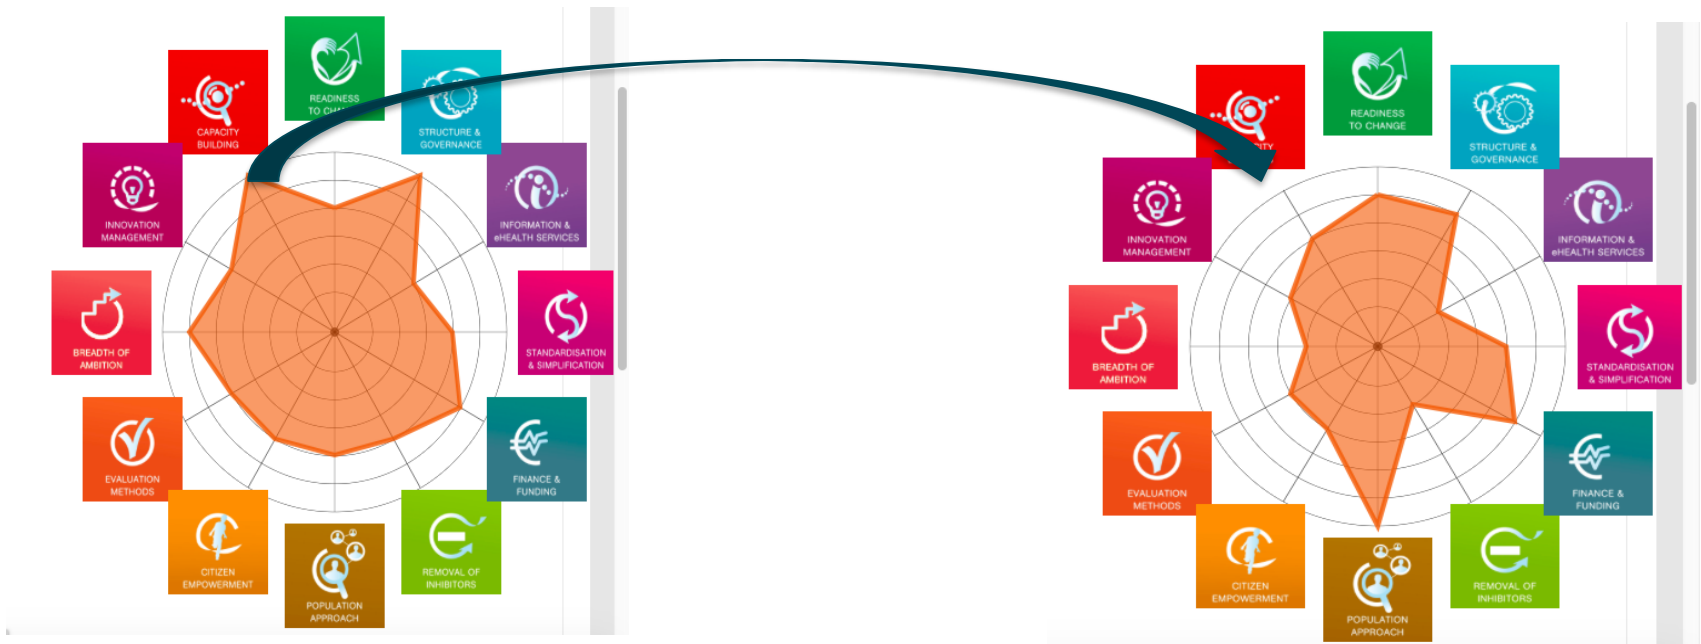 READINESS
TO CHANGE
STRUCTURE &
GOVERNANCE
INFORMATION &
eHEALTH SERVICES
STANDARDISATION
& SIMPLIFICATION
FINANCE &
FUNDING
REMOVAL OF
INHIBITORS
POPULATION
APPROACH
CITIZEN
EMPOWERMENT
EVALUATION
METHODS
BREADTH OF
AMBITION
INNOVATION
MANAGEMENT
CAPACITY
BUILDING
READINESS
TO CHANGE
STRUCTURE &
GOVERNANCE
INFORMATION &
eHEALTH SERVICES
STANDARDISATION
& SIMPLIFICATION
FINANCE &
FUNDING
REMOVAL OF
INHIBITORS
POPULATION
APPROACH
CITIZEN
EMPOWERMENT
EVALUATION
METHODS
BREADTH OF
AMBITION
INNOVATION
MANAGEMENT